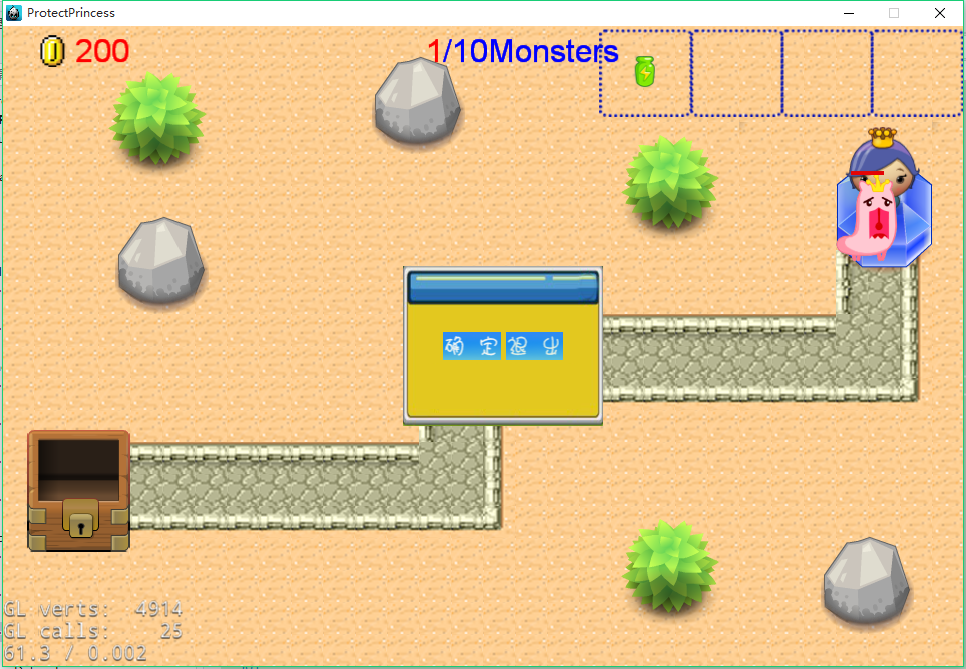 ProtectPrincess
200
1/10Monsters
确 定 退 出
GL verts: 4914
GL calls: 25
61.3 / 0.002